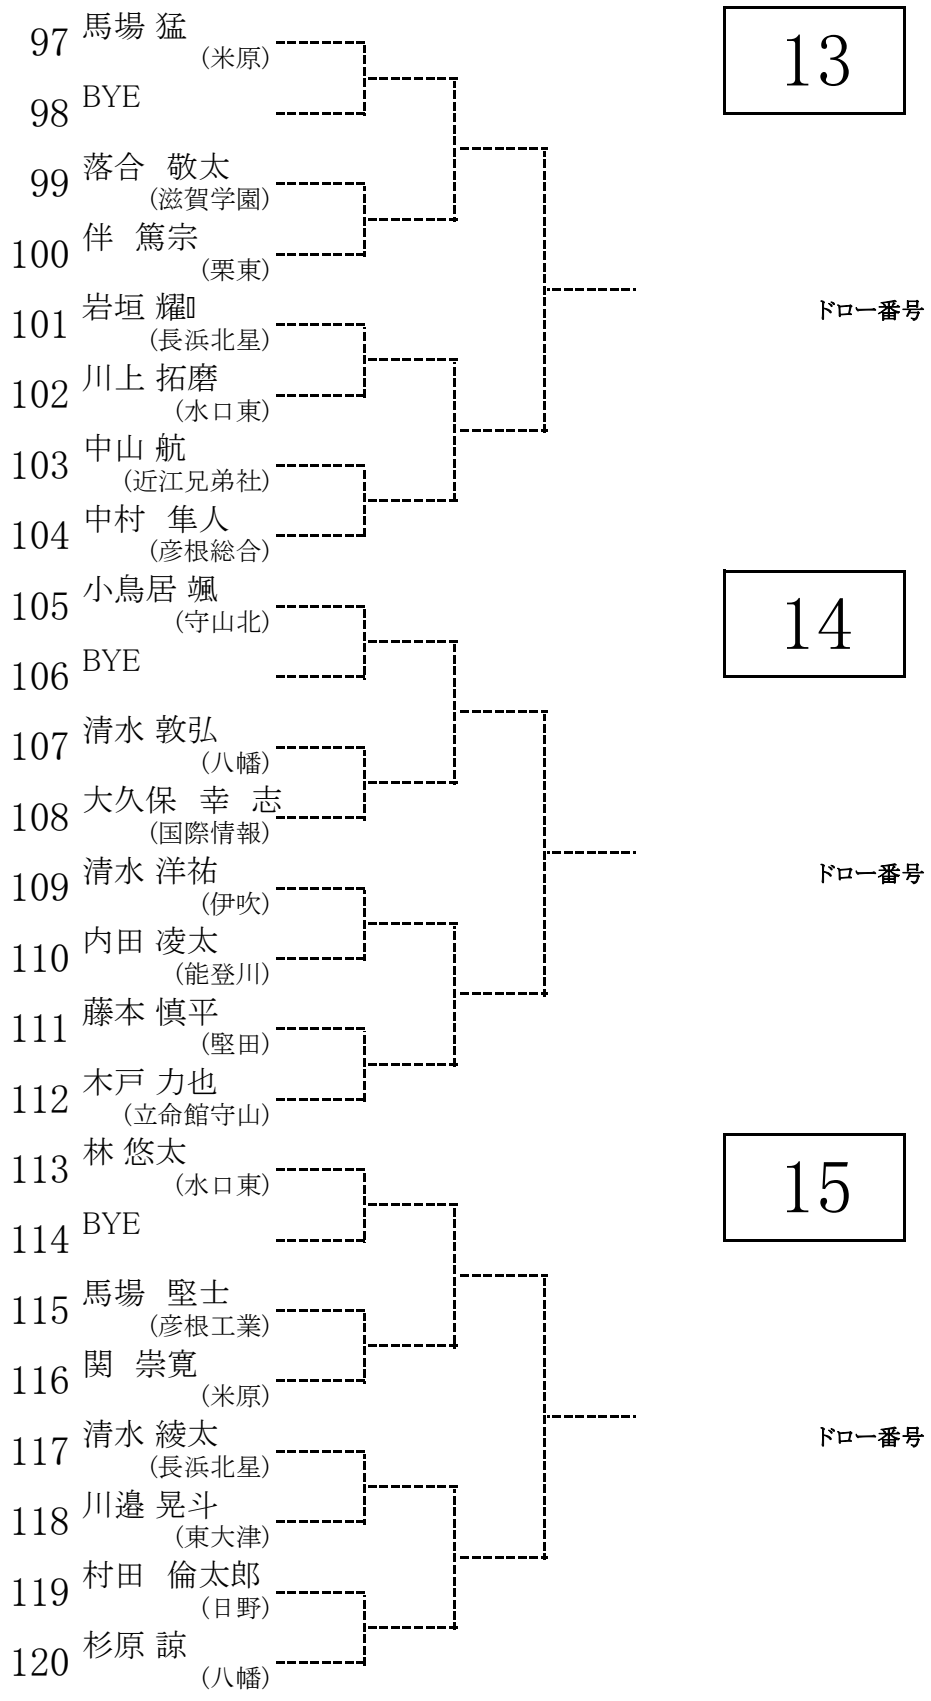 97 馬場 猛
(米原)
13
98 BYE
99 落合 敬太
(滋賀学園)
100 伴 篤宗
(栗東)
101 岩垣 耀
(長浜北星)
ドロー番号
102 川上 拓磨
(水口東)
103 中山 航
(近江兄弟社)
104 中村 隼人
(彦根総合)
105 小鳥居 颯
(守山北)
14
106 BYE
107 清水 敦弘
(八幡)
108 大久保 幸 志
(国際情報)
109 清水 洋祐
(伊吹)
ドロー番号
110 内田 凌太
(能登川)
111 藤本 慎平
(堅田)
112 木戸 力也
(立命館守山)
113 林 悠太
(水口東)
15
114 BYE
115 馬場 堅士
(彦根工業)
116 関 崇寛
(米原)
117 清水 綾太
(長浜北星)
ドロー番号
118 川邉 晃斗
(東大津)
119 村田 倫太郎
(日野)
120 杉原 諒
(八幡)